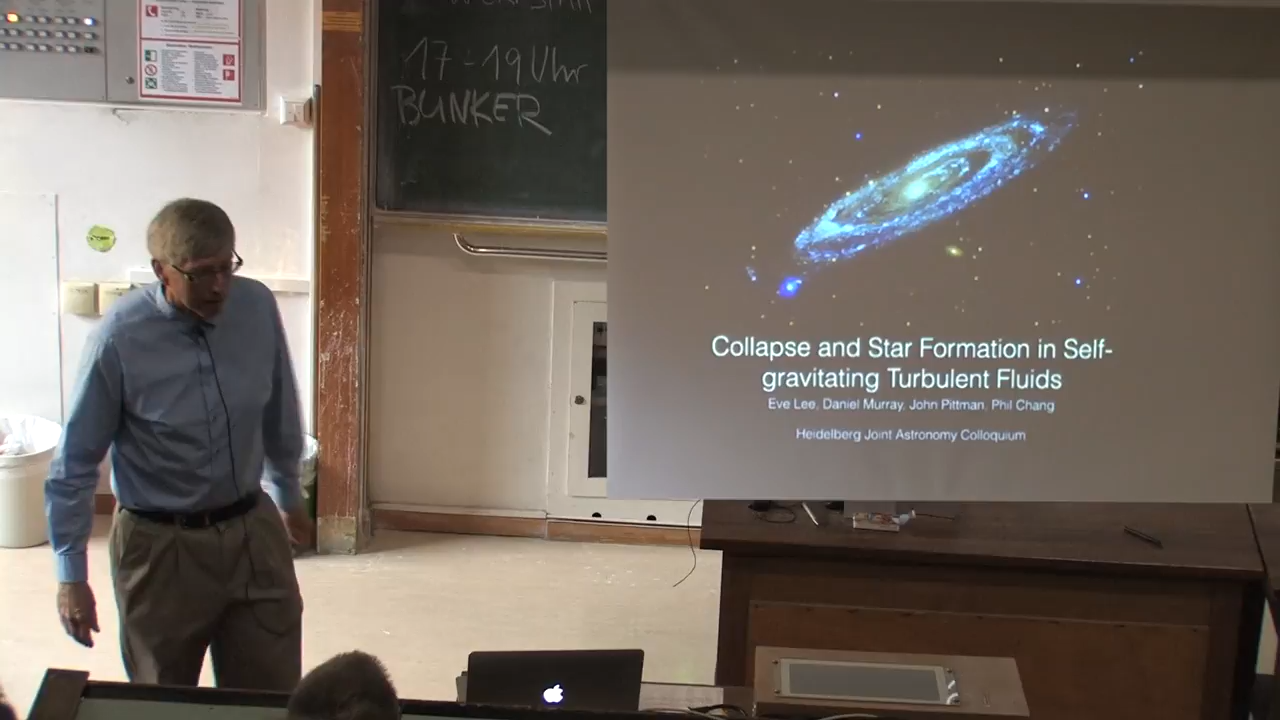 17-19 Uhr
BUNKER
Collapse and Star Formation in Self-
gravitating Turbulent Fluids
Eve Lee, Daniel Murray, John Pittman, Phil Chang
Heidelberg Joint Astronomy Colloquium